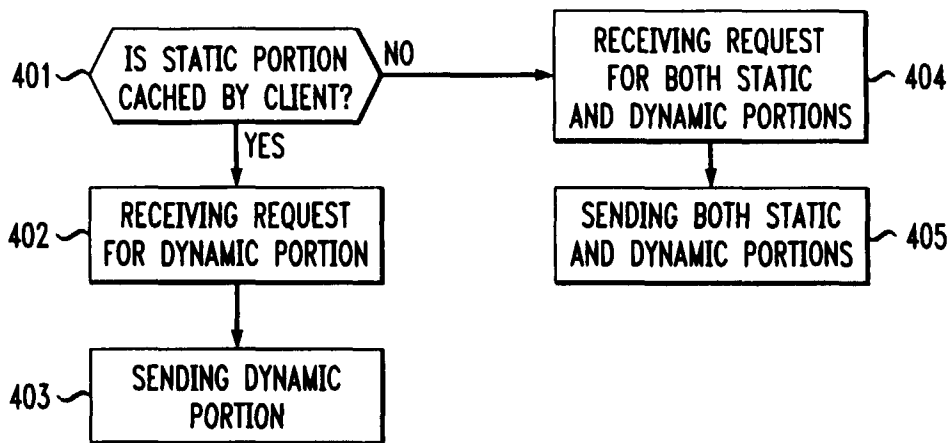 401
IS STATIC PORTION
CACHED BY CLIENT?
NO
YES
RECEIVING REQUEST
FOR BOTH STATIC
AND DYNAMIC PORTIONS
404
402
RECEIVING REQUEST
FOR DYNAMIC PORTION
SENDING BOTH STATIC
AND DYNAMIC PORTIONS
405
403
SENDING DYNAMIC
PORTION